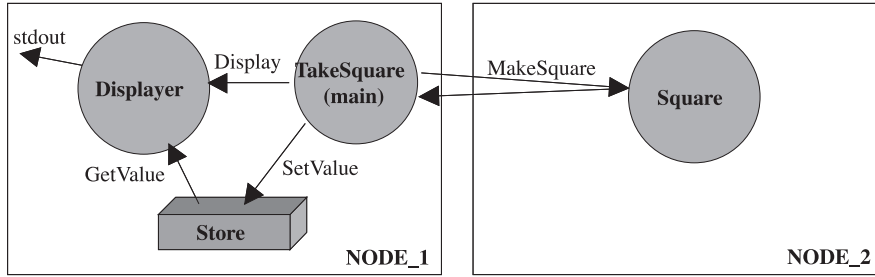 stdout
Displayer
Display
TakeSquare
(main)
MakeSquare
Square
GetValue
SetValue
Store
NODE_1
NODE_2